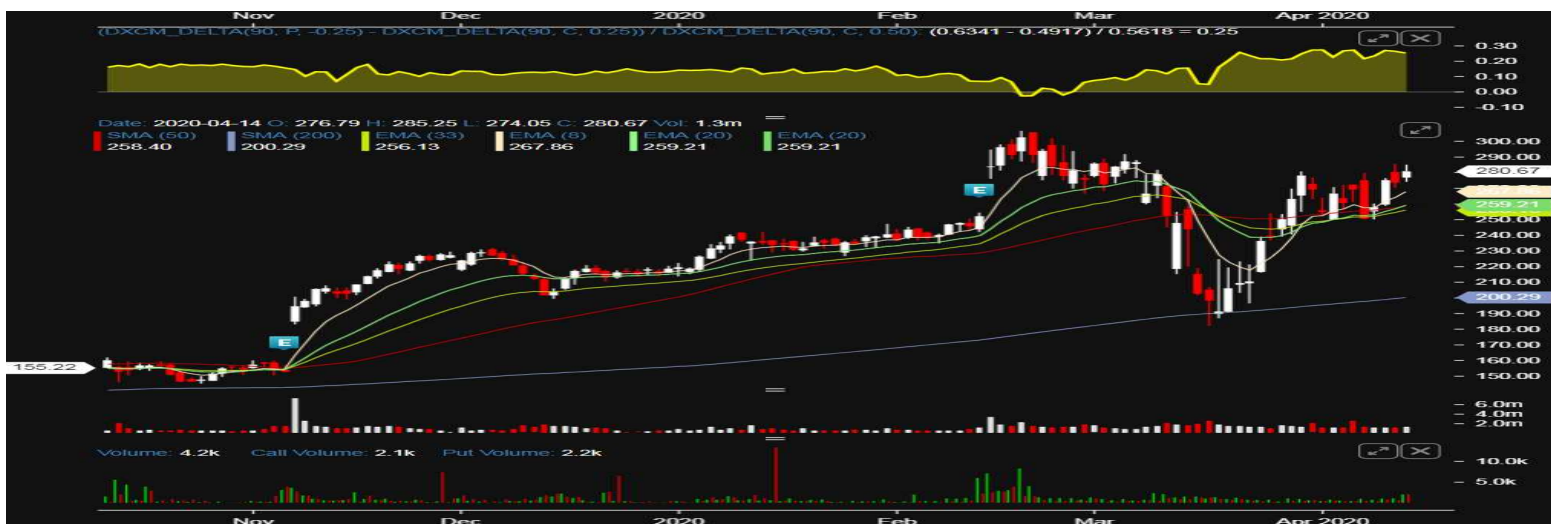 Nov Dec 2020 Feb Mar Apr 2020
(DXCM_DELTA(90, P, -0.25) - DXCM_DELTA(90, C, 0.25)) / DXCM_DELTA(90, C, 0.50): (0.6341 - 0.4917) / 0.5618 = 0.25
0.30
0.20
0.10
0.00
-0.10
Date: 2020-04-14 O: 276.79 H: 285.25 L: 274.05 C: 280.67 Vol: 1.3m
SMA (50) SMA (200) EMA (33) EMA (8) EMA (20) EMA (20)
258.40 200.29 256.13 267.86 259.21 259.21
300.00
290.00
280.67
267.86
259.21
250.00
240.00
230.00
220.00
210.00
200.29
190.00
180.00
170.00
160.00
150.00
E
E
155.22
6.0m
4.0m
2.0m
Volume: 4.2k Call Volume: 2.1k Put Volume: 2.2k
10.0k
5.0k
Nov Dec 2020 Feb Mar Apr 2020